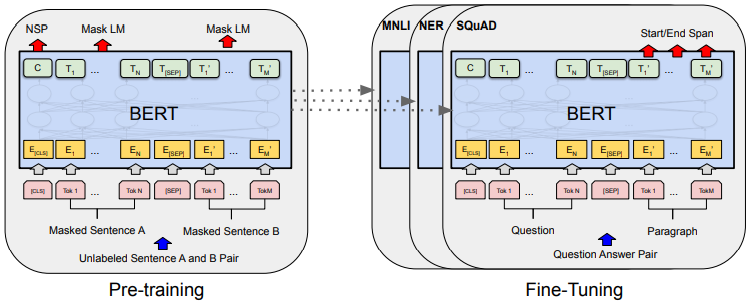 NSP Mask LM Mask LM
C T1 ... TN T[SEP] T1' ... TM'
BERT
E[CLS] E1 ... EN E[SEP] E1' ... EM'
[CLS] Tok 1 ... Tok N [SEP] Tok 1 ... TokM
Masked Sentence A Masked Sentence B
Unlabeled Sentence A and B Pair
Pre-training
MNLI NER SQuAD
Start/End Span
C T1 ... TN T[SEP] T1' ... TM'
BERT
E[CLS] E1 ... EN E[SEP] E1' ... EM'
[CLS] Tok 1 ... Tok N [SEP] Tok 1 ... TokM
Question Paragraph
Question Answer Pair
Fine-Tuning